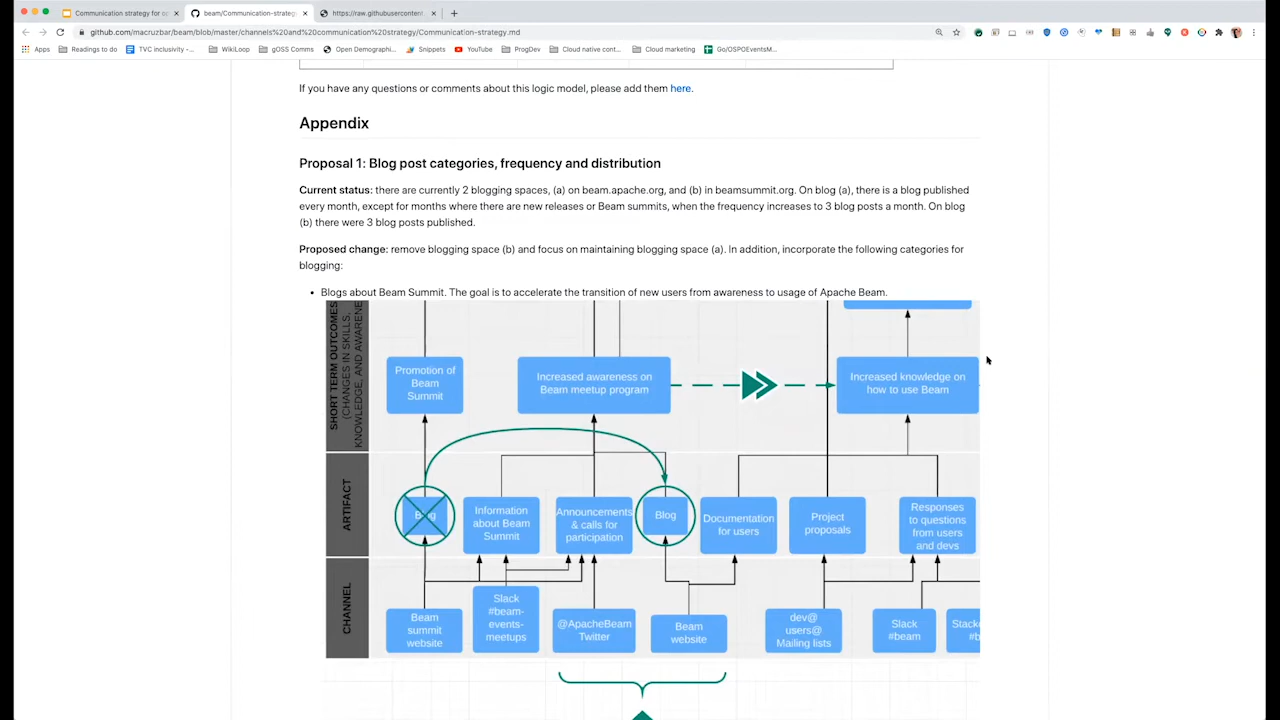 Communication strategy for e
beam/Communication-strateg
https://raw.githubuserconten
github.com/macruzbar/beam/blob/master/channels%20and%20communication%20strategy/Communication-strategy.md
Apps
Readings to do
TVC inclusivity -...
WikiLoop
gOSS Comms
Open Demographi...
Snippets
YouTube
ProgDev
Cloud native cont...
Cloud marketing
Go/OSPOEventsM...
If you have any questions or comments about this logic model, please add them here.
Appendix
Proposal 1: Blog post categories, frequency and distribution
Current status: there are currently 2 blogging spaces, (a) on beam.apache.org, and (b) in beamsummit.org. On blog (a), there is a blog published
every month, except for months where there are new releases or Beam summits, when the frequency increases to 3 blog posts a month. On blog
(b) there were 3 blog posts published.
Proposed change: remove blogging space (b) and focus on maintaining blogging space (a). In addition, incorporate the following categories for
blogging:
• Blogs about Beam Summit. The goal is to accelerate the transition of new users from awareness to usage of Apache Beam.
SHORT TERM OUTCOMES
(CHANGES IN SKILLS,
KNOWLEDGE, AND AWARENE
Promotion of
Beam
Summit
Increased awareness on
Beam meetup program
Increased knowledge on
how to use Beam
ARTIFACT
Blog
Information
about Beam
Summit
Announcements
& calls for
participation
Blog
Documentation
for users
Project
proposals
Responses
to questions
from users
and devs
CHANNEL
Beam
summit
website
Slack
#beam-
events-
meetups
@ApacheBeam
Twitter
Beam
website
dev@
users@
Mailing lists
Slack
#beam
Stack
#b